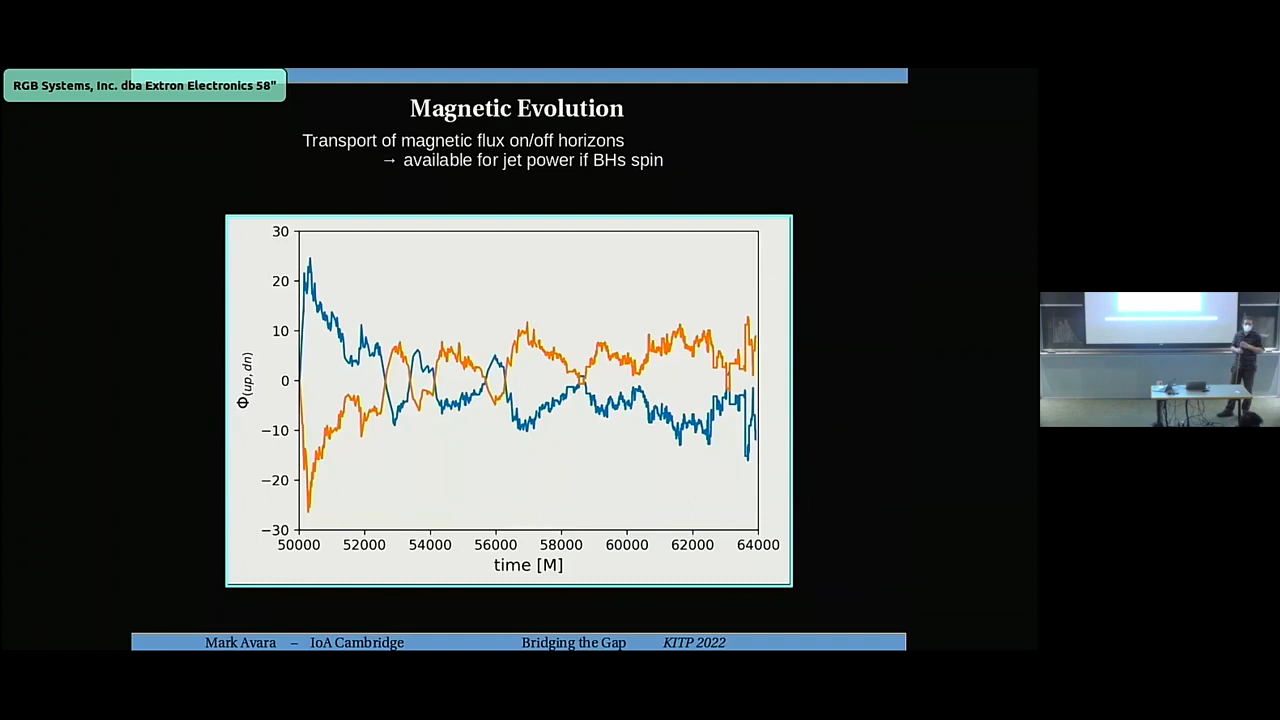 RGB Systems, Inc. dba Extron Electronics 58"
Magnetic Evolution
Transport of magnetic flux on/off horizons
→ available for jet power if BHs spin
30
20
10
0
−10
−20
−30
Φ(up, dn)
50000 52000 54000 56000 58000 60000 62000 64000
time [M]
Mark Avara – IoA Cambridge Bridging the Gap KITP 2022